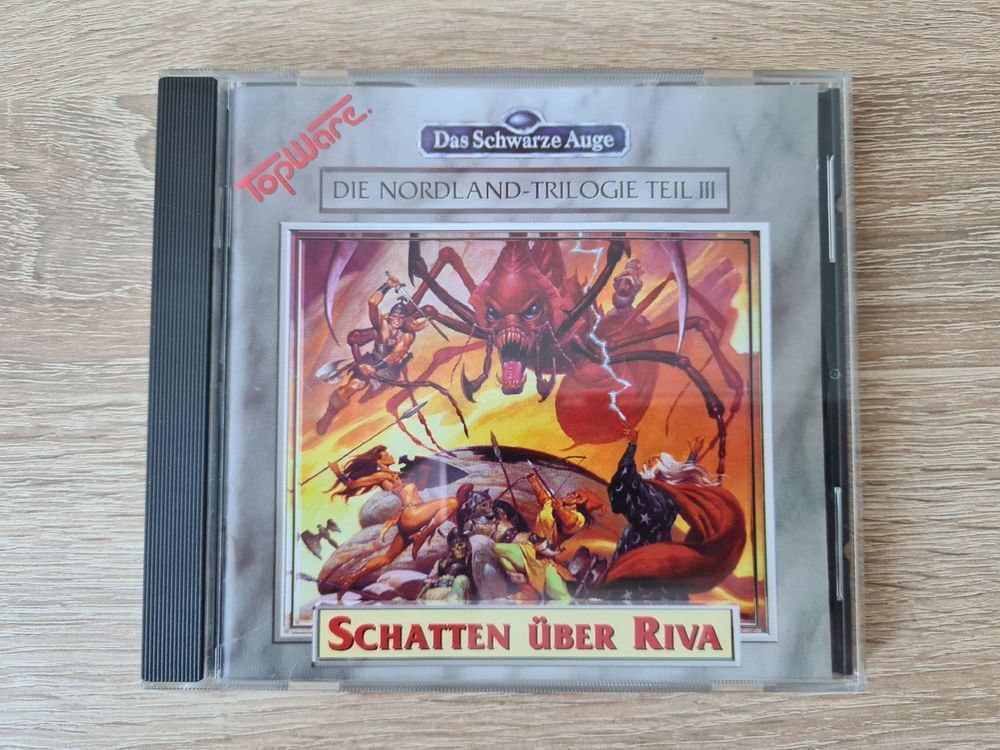 TopWare.
Das Schwarze Auge
DIE NORDLAND-TRILOGIE TEIL III
SCHATTEN ÜBER RIVA